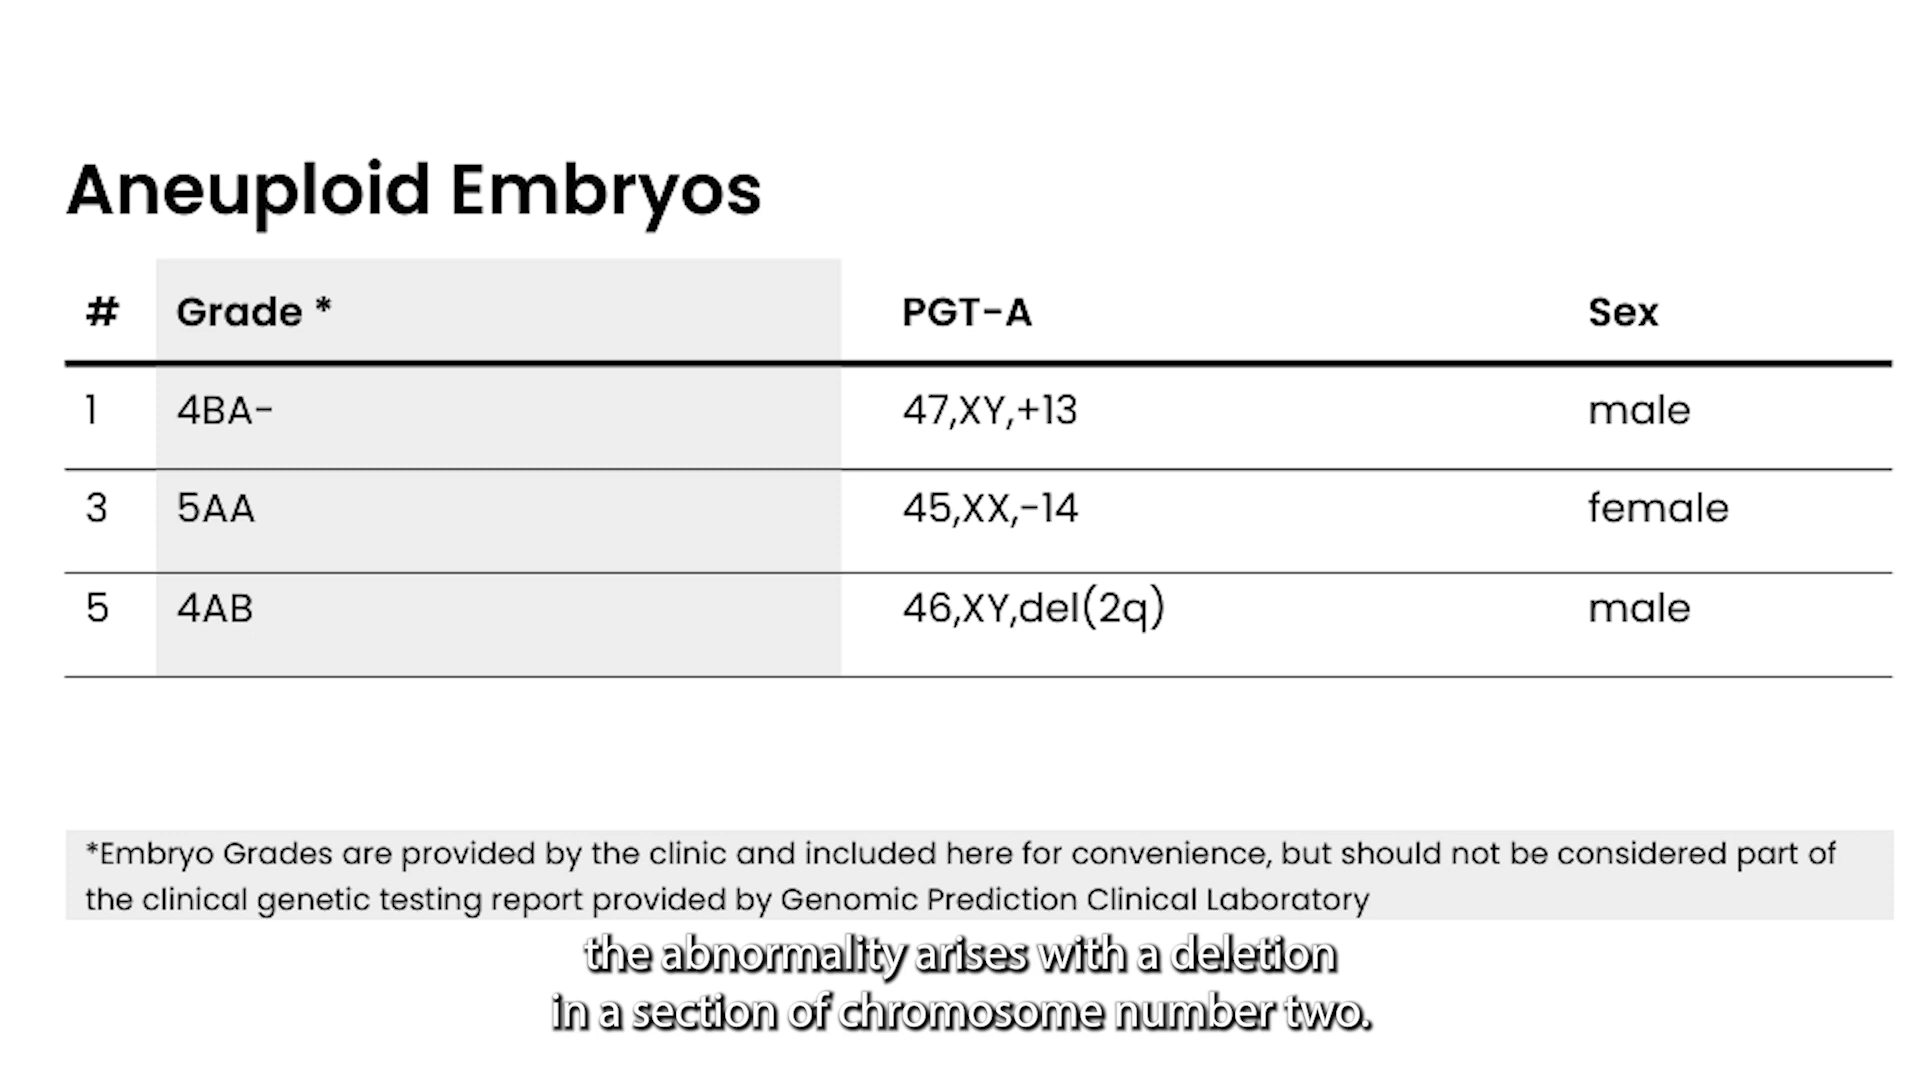 Aneuploid Embryos
# Grade * PGT-A Sex
1 4BA- 47,XY,+13 male
3 5AA 45,XX,-14 female
5 4AB 46,XY,del(2q) male
*Embryo Grades are provided by the clinic and included here for convenience, but should not be considered part of
the clinical genetic testing report provided by Genomic Prediction Clinical Laboratory
the abnormality arises with a deletion
in a section of chromosome number two.